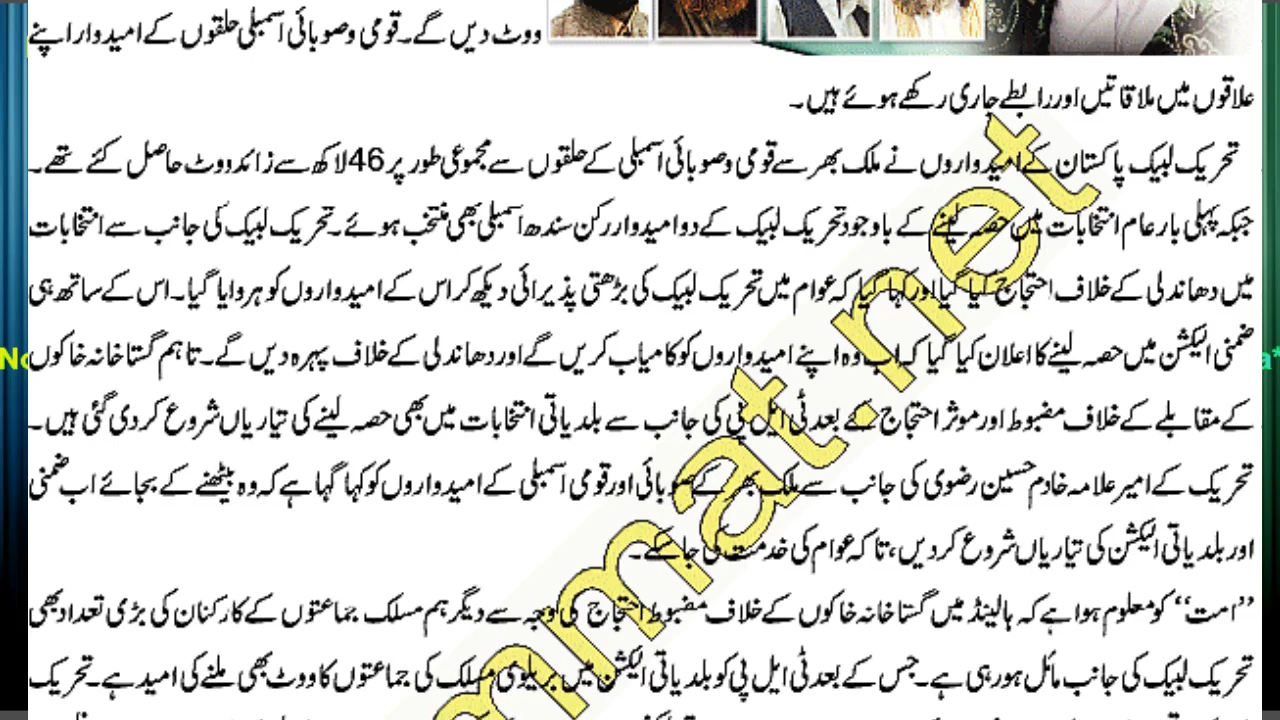 ووٹ دیں گے۔ قومی و صوبائی اسمبلی حلقوں کے امیدوار اپنے
علاقوں میں ملاقاتیں اور رابطے جاری رکھے ہوئے ہیں۔
تحریک لبیک پاکستان کے امیدواروں نے ملک بھر سے قومی و صوبائی اسمبلی کے حلقوں سے مجموعی طور پر 46 لاکھ سے زائد ووٹ حاصل کئے تھے۔
جبکہ پہلی بار عام انتخابات میں حصہ لینے کے باوجود تحریک لبیک کے دو امیدوار رکن سندھ اسمبلی بھی منتخب ہوئے۔ تحریک لبیک کی جانب سے انتخابات
میں دھاندلی کے خلاف احتجاج کیا گیا اور کہا گیا کہ عوام میں تحریک لبیک کی بڑھتی پذیرائی دیکھ کر اس کے امیدواروں کو ہروایا گیا۔ اس کے ساتھ ہی
ضمنی الیکشن میں حصہ لینے کا اعلان کیا گیا کہ اب وہ اپنے امیدواروں کو کامیاب کریں گے اور دھاندلی کے خلاف پہرہ دیں گے۔ تاہم گستاخانہ خاکوں
کے مقابلے کے خلاف مضبوط اور موثر احتجاج کے بعد ٹی ایل پی کی جانب سے بلدیاتی انتخابات میں بھی حصہ لینے کی تیاریاں شروع کر دی گئی ہیں۔
تحریک کے امیر علامہ خادم حسین رضوی کی جانب سے ملک بھر کے صوبائی اور قومی اسمبلی کے امیدواروں کو کہا گہا ہے کہ وہ بیٹھنے کے بجائے اب ضمنی
اور بلدیاتی الیکشن کی تیاریاں شروع کر دیں، تاکہ عوام کی خدمت کی جاسکے۔
’’امت‘‘ کو معلوم ہوا ہے کہ ہالینڈ میں گستاخانہ خاکوں کے خلاف مضبوط احتجاج کی وجہ سے دیگر ہم مسلک جماعتوں کے کارکنان کی بڑی تعداد بھی
تحریک لبیک کی جانب مائل ہو رہی ہے۔ جس کے بعد ٹی ایل پی کو بلدیاتی الیکشن میں بریلوی مسلک کی جماعتوں کا ووٹ بھی ملنے کی امید ہے۔ تحریک
mmat.net